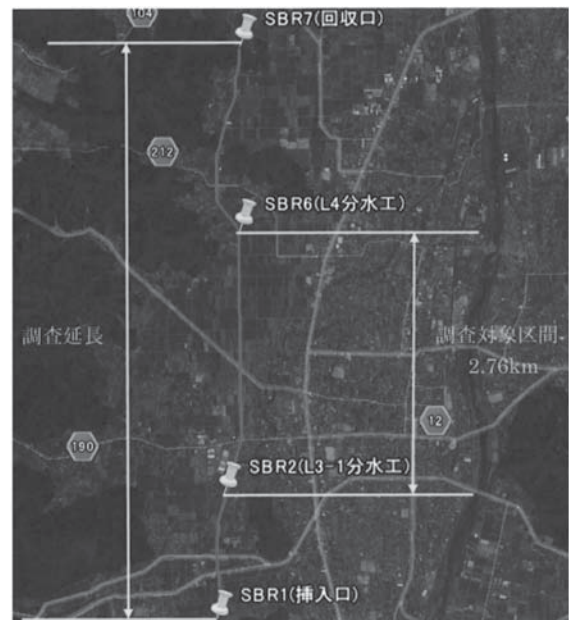 104
SBR7(回収口)
212
SBR6(L4分水工)
調査延長
調査対象区間
2.76km
12
190
SBR2(L3-1分水工)
SBR1(挿入口)